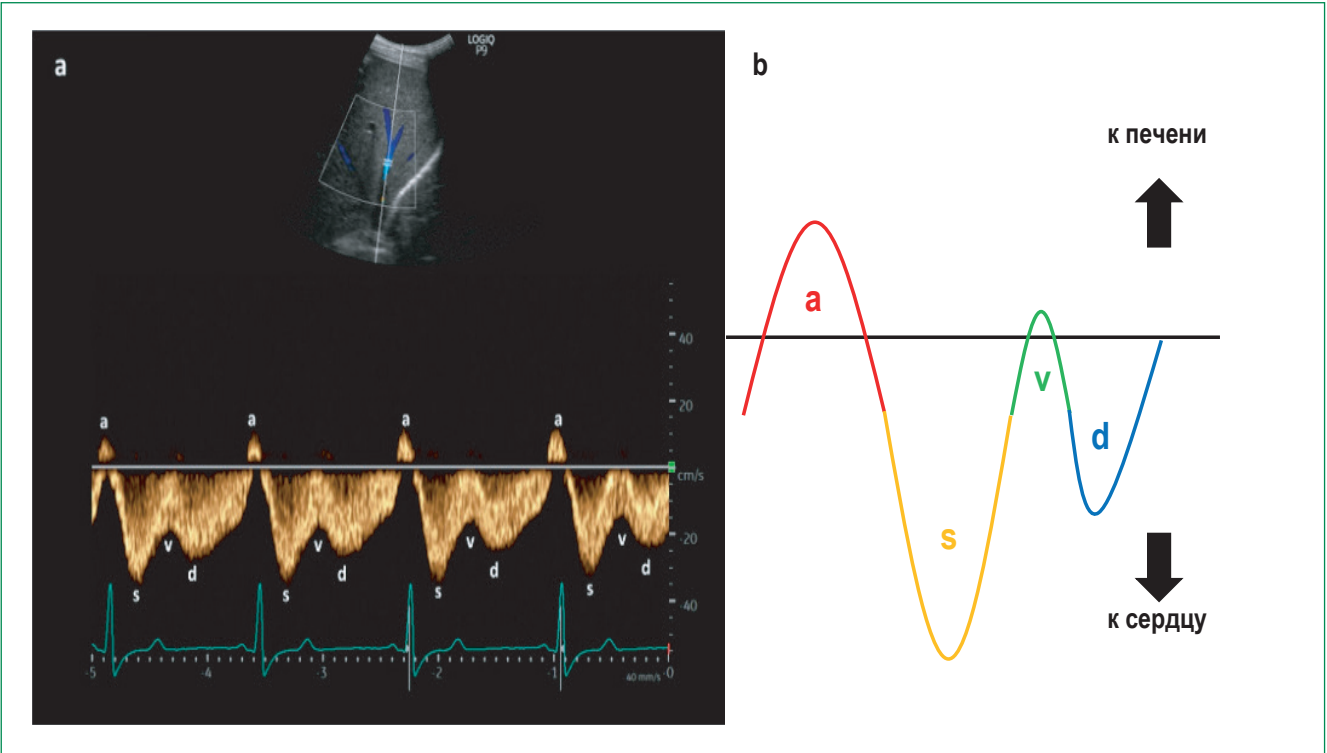 a
LOGIQ
P9
40
20
cm/s
-20
-40
a a a a
v v v v
d d d d
s s s s
-5 -4 -3 -2 -1 0
40 mm/s
b
к печени
a
v
d
s
к сердцу